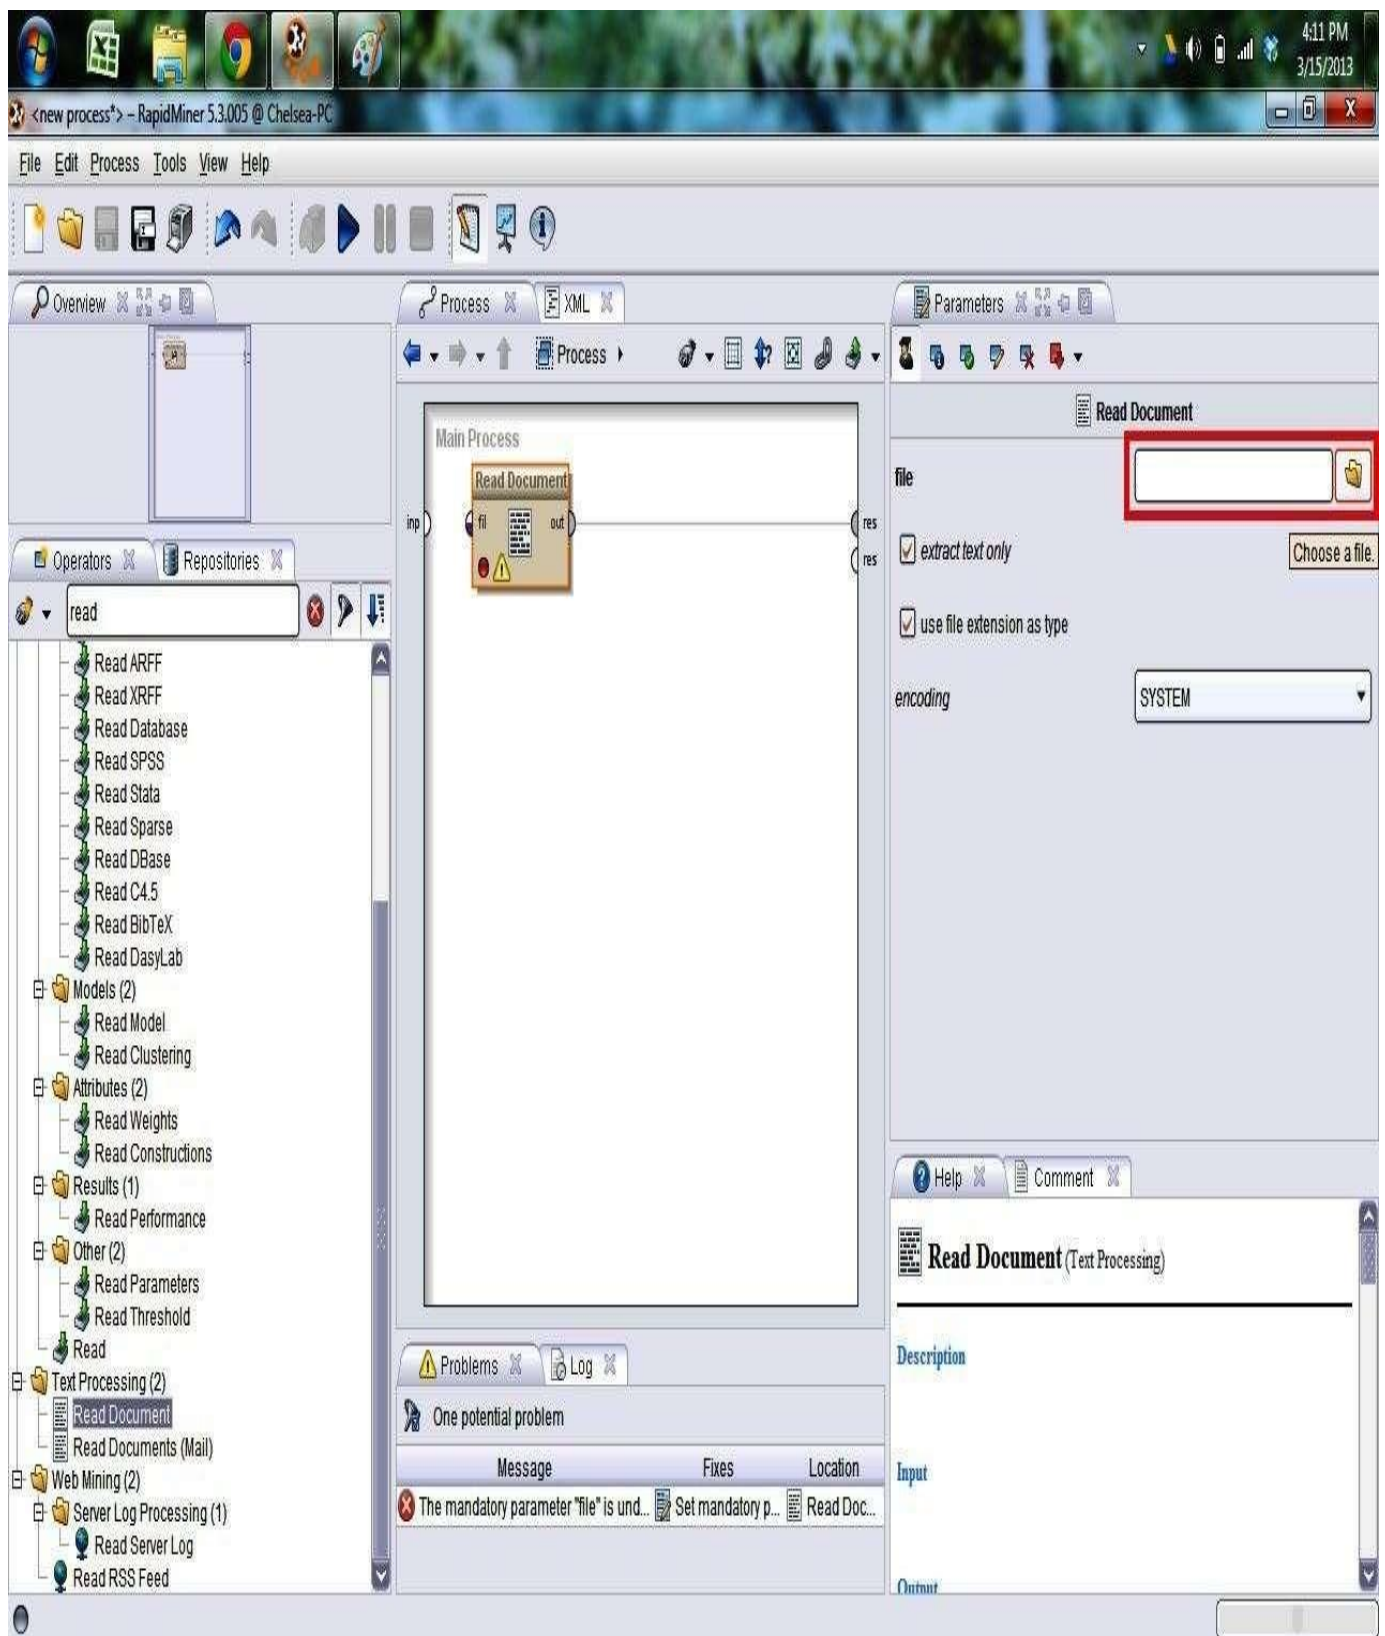 4:11 PM
3/15/2013
<new process*> – RapidMiner 5.3.005 @ Chelsea-PC
File Edit Process Tools View Help
Overview
Process
XML
Parameters
Process
Read Document
Main Process
Read Document
file
inp
fil
out
res
res
extract text only
Choose a file.
Operators
Repositories
read
use file extension as type
encoding
SYSTEM
Read ARFF
Read XRFF
Read Database
Read SPSS
Read Stata
Read Sparse
Read DBase
Read C4.5
Read BibTeX
Read DasyLab
Models (2)
Read Model
Read Clustering
Attributes (2)
Read Weights
Read Constructions
Results (1)
Read Performance
Other (2)
Read Parameters
Read Threshold
Read
Text Processing (2)
Read Document
Read Documents (Mail)
Web Mining (2)
Server Log Processing (1)
Read Server Log
Read RSS Feed
Problems
Log
One potential problem
Message Fixes Location
The mandatory parameter "file" is und... Set mandatory p... Read Doc...
Help
Comment
Read Document (Text Processing)
Description
Input
Output